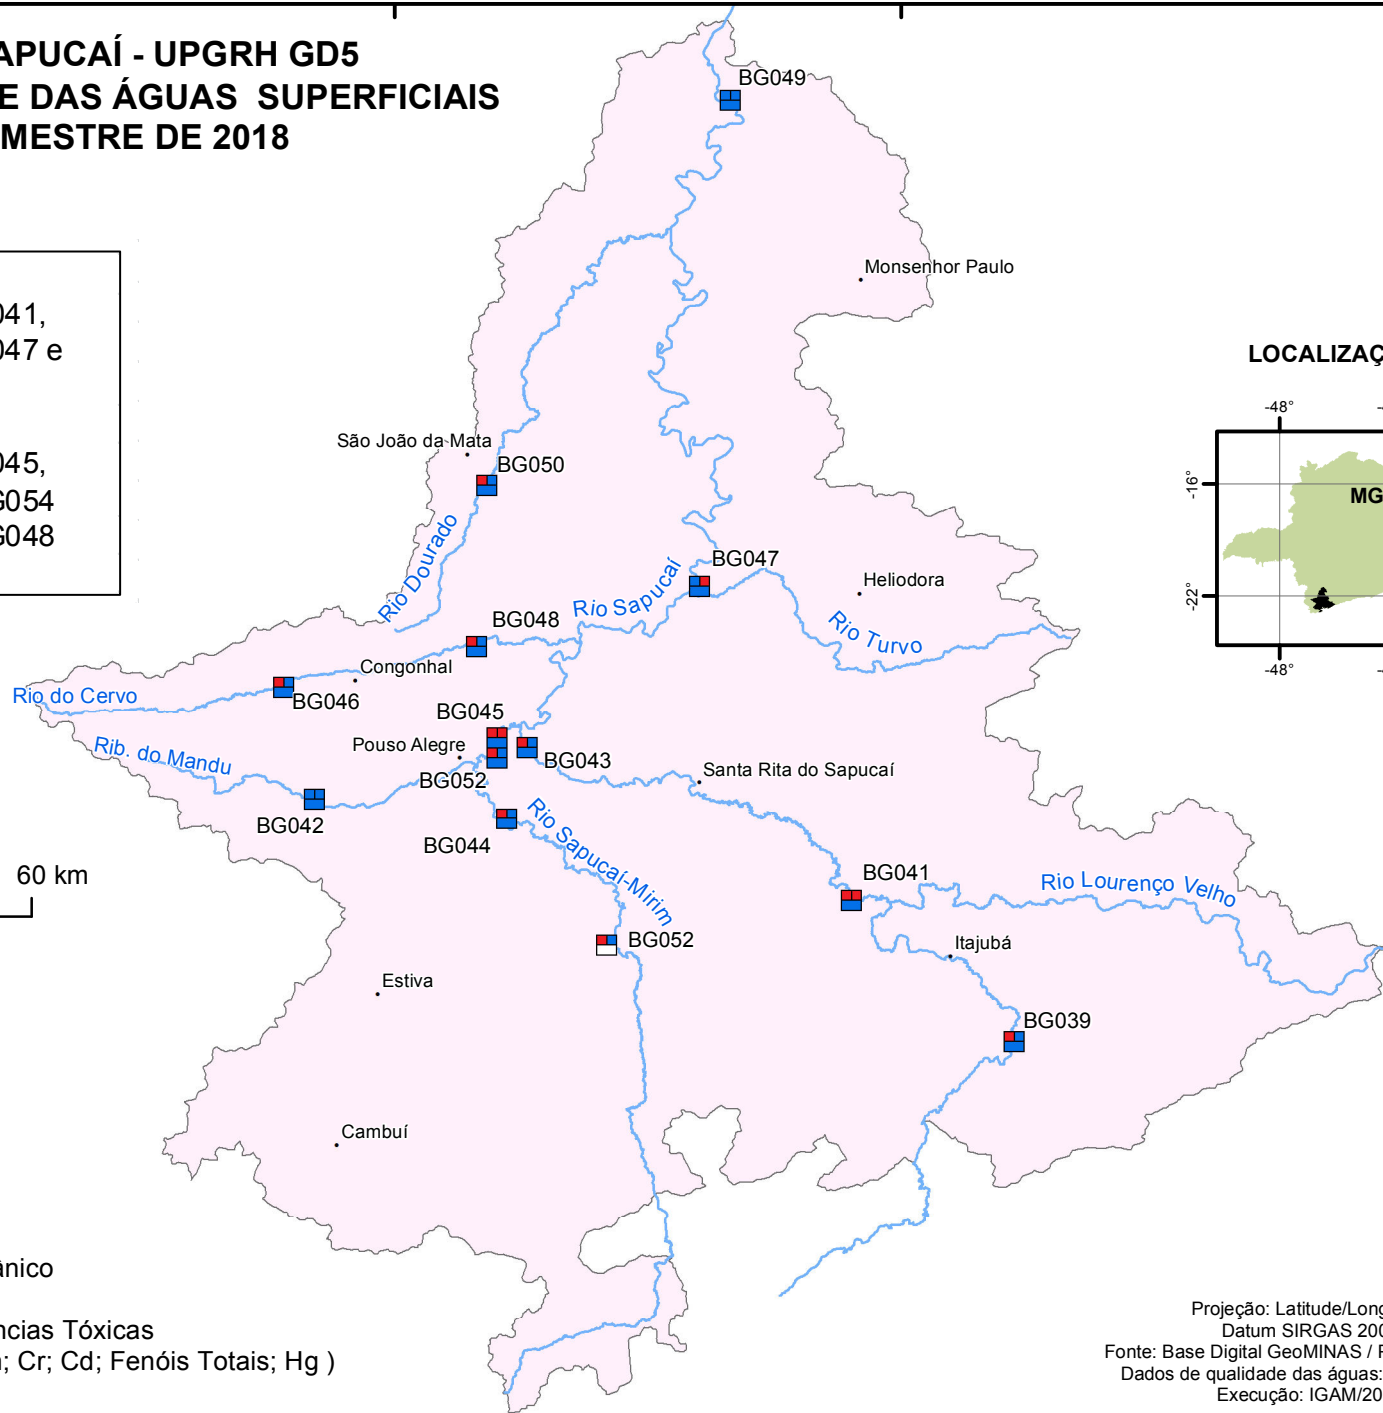 APUCAÍ - UPGRH GD5
E DAS ÁGUAS SUPERFICIAIS
MESTRE DE 2018
041,
047 e
045,
G054
G048
BG049
Monsenhor Paulo
LOCALIZAÇ
-48°
-16°
MG
-22°
-48°
São João da Mata
BG050
Rio Dourado
BG047
Rio Sapucaí
Heliodora
Rio Turvo
BG048
Congonhal
Rio do Cervo
BG046
BG045
Rib. do Mandu
Pouso Alegre
BG043
BG052
Santa Rita do Sapucaí
BG042
BG044
Rio Sapucaí-Mirim
60 km
BG041
Rio Lourenço Velho
BG052
Itajubá
Estiva
BG039
Cambuí
ânico
ncias Tóxicas
; Cr; Cd; Fenóis Totais; Hg )
Projeção: Latitude/Long
Datum SIRGAS 200
Fonte: Base Digital GeoMINAS / P
Dados de qualidade das águas:
Execução: IGAM/20